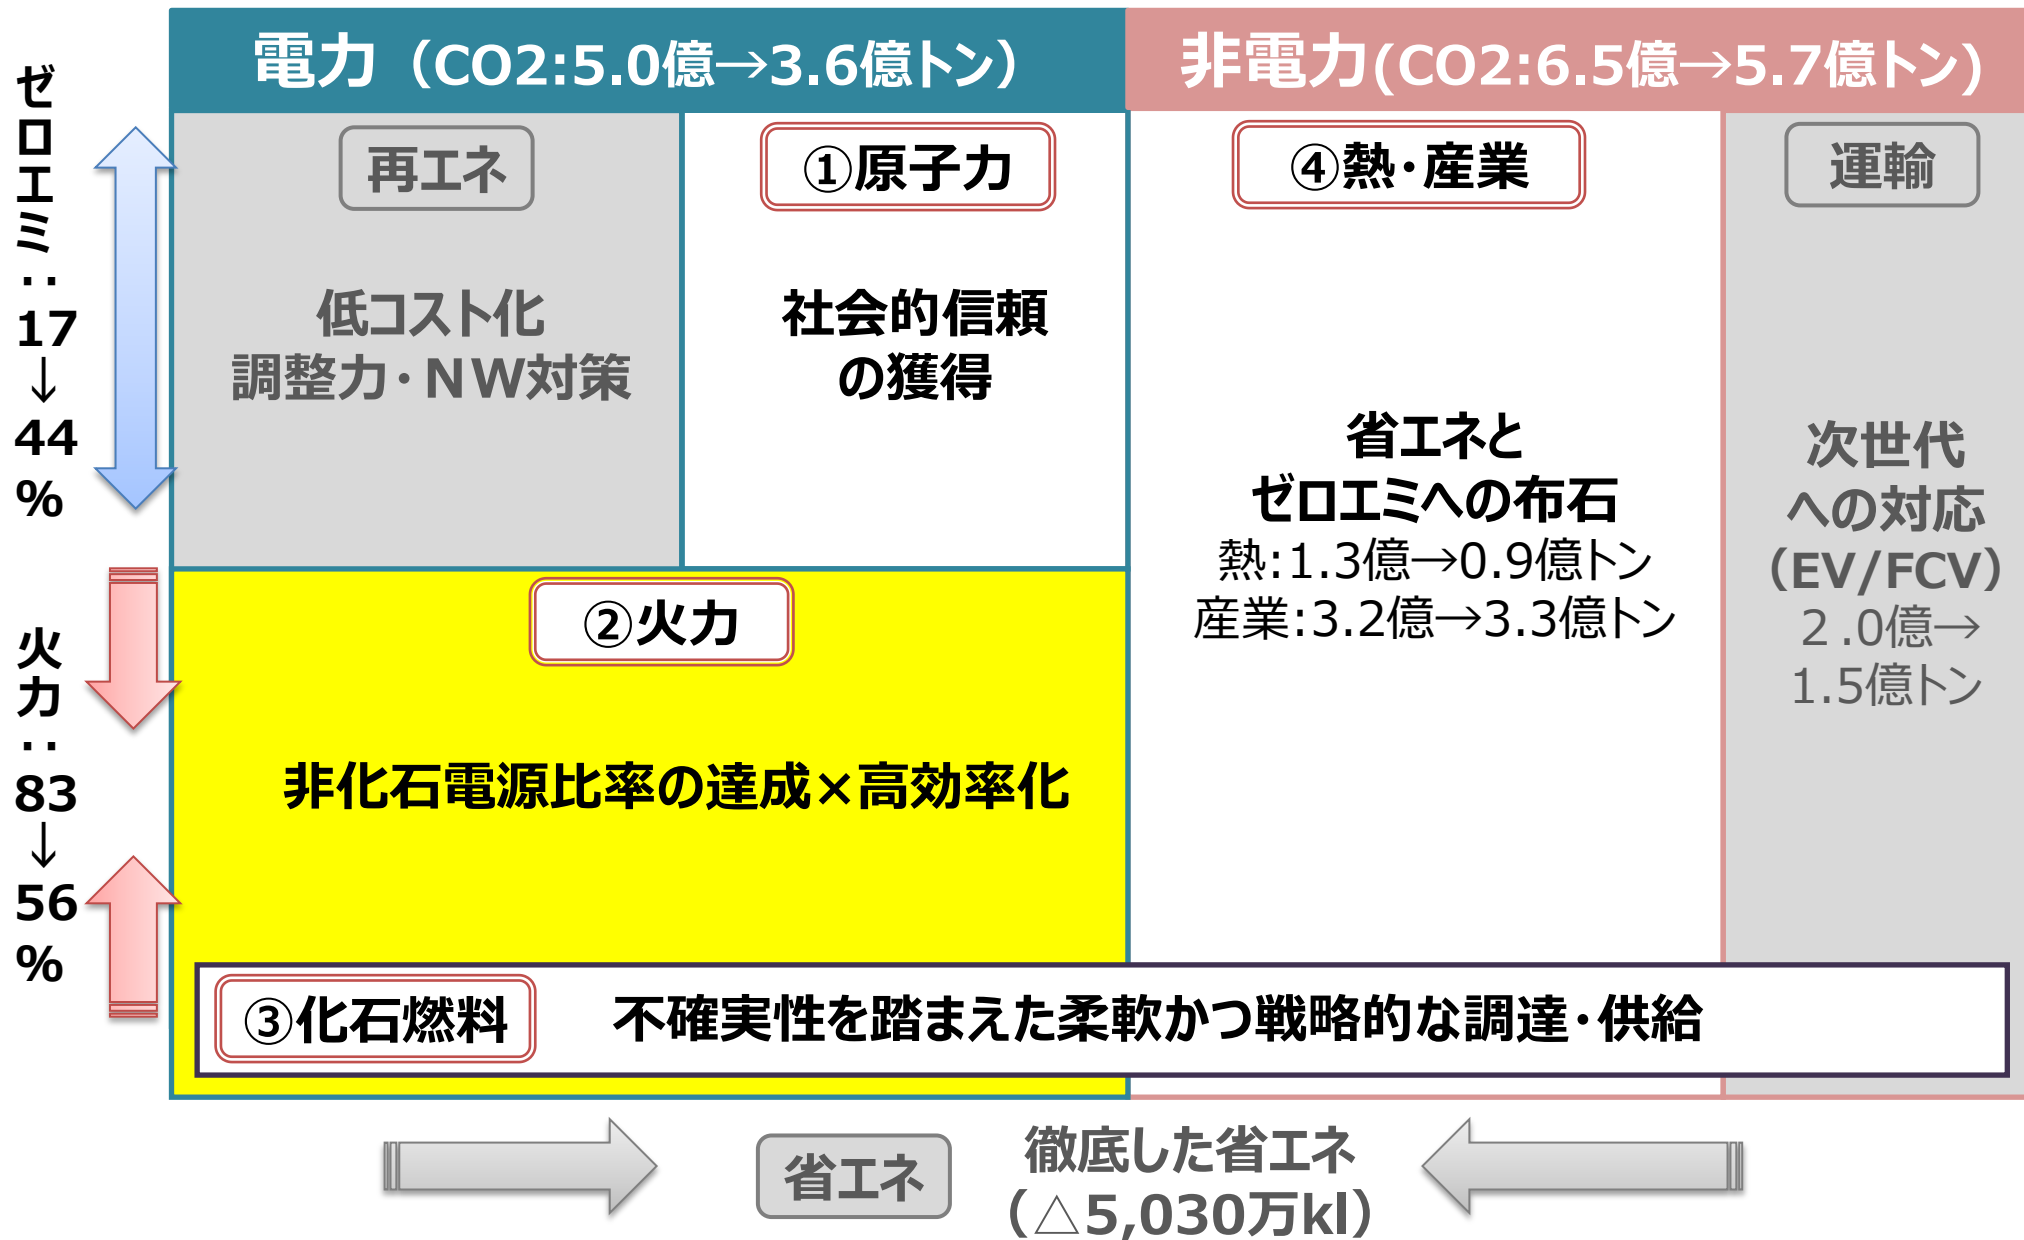 電力（CO2:5.0億→3.6億トン）
非電力(CO2:6.5億→5.7億トン)
ゼロエミ：
17
↓
44
%
火力：
83
↓
56
%
再エネ
低コスト化
調整力・NW対策
①原子力
社会的信頼
の獲得
②火力
非化石電源比率の達成×高効率化
④熱・産業
省エネと
ゼロエミへの布石
熱:1.3億→0.9億トン
産業:3.2億→3.3億トン
運輸
次世代
への対応
（EV/FCV）
２.0億→
1.5億トン
③化石燃料
不確実性を踏まえた柔軟かつ戦略的な調達・供給
省エネ
徹底した省エネ
（△5,030万kl）